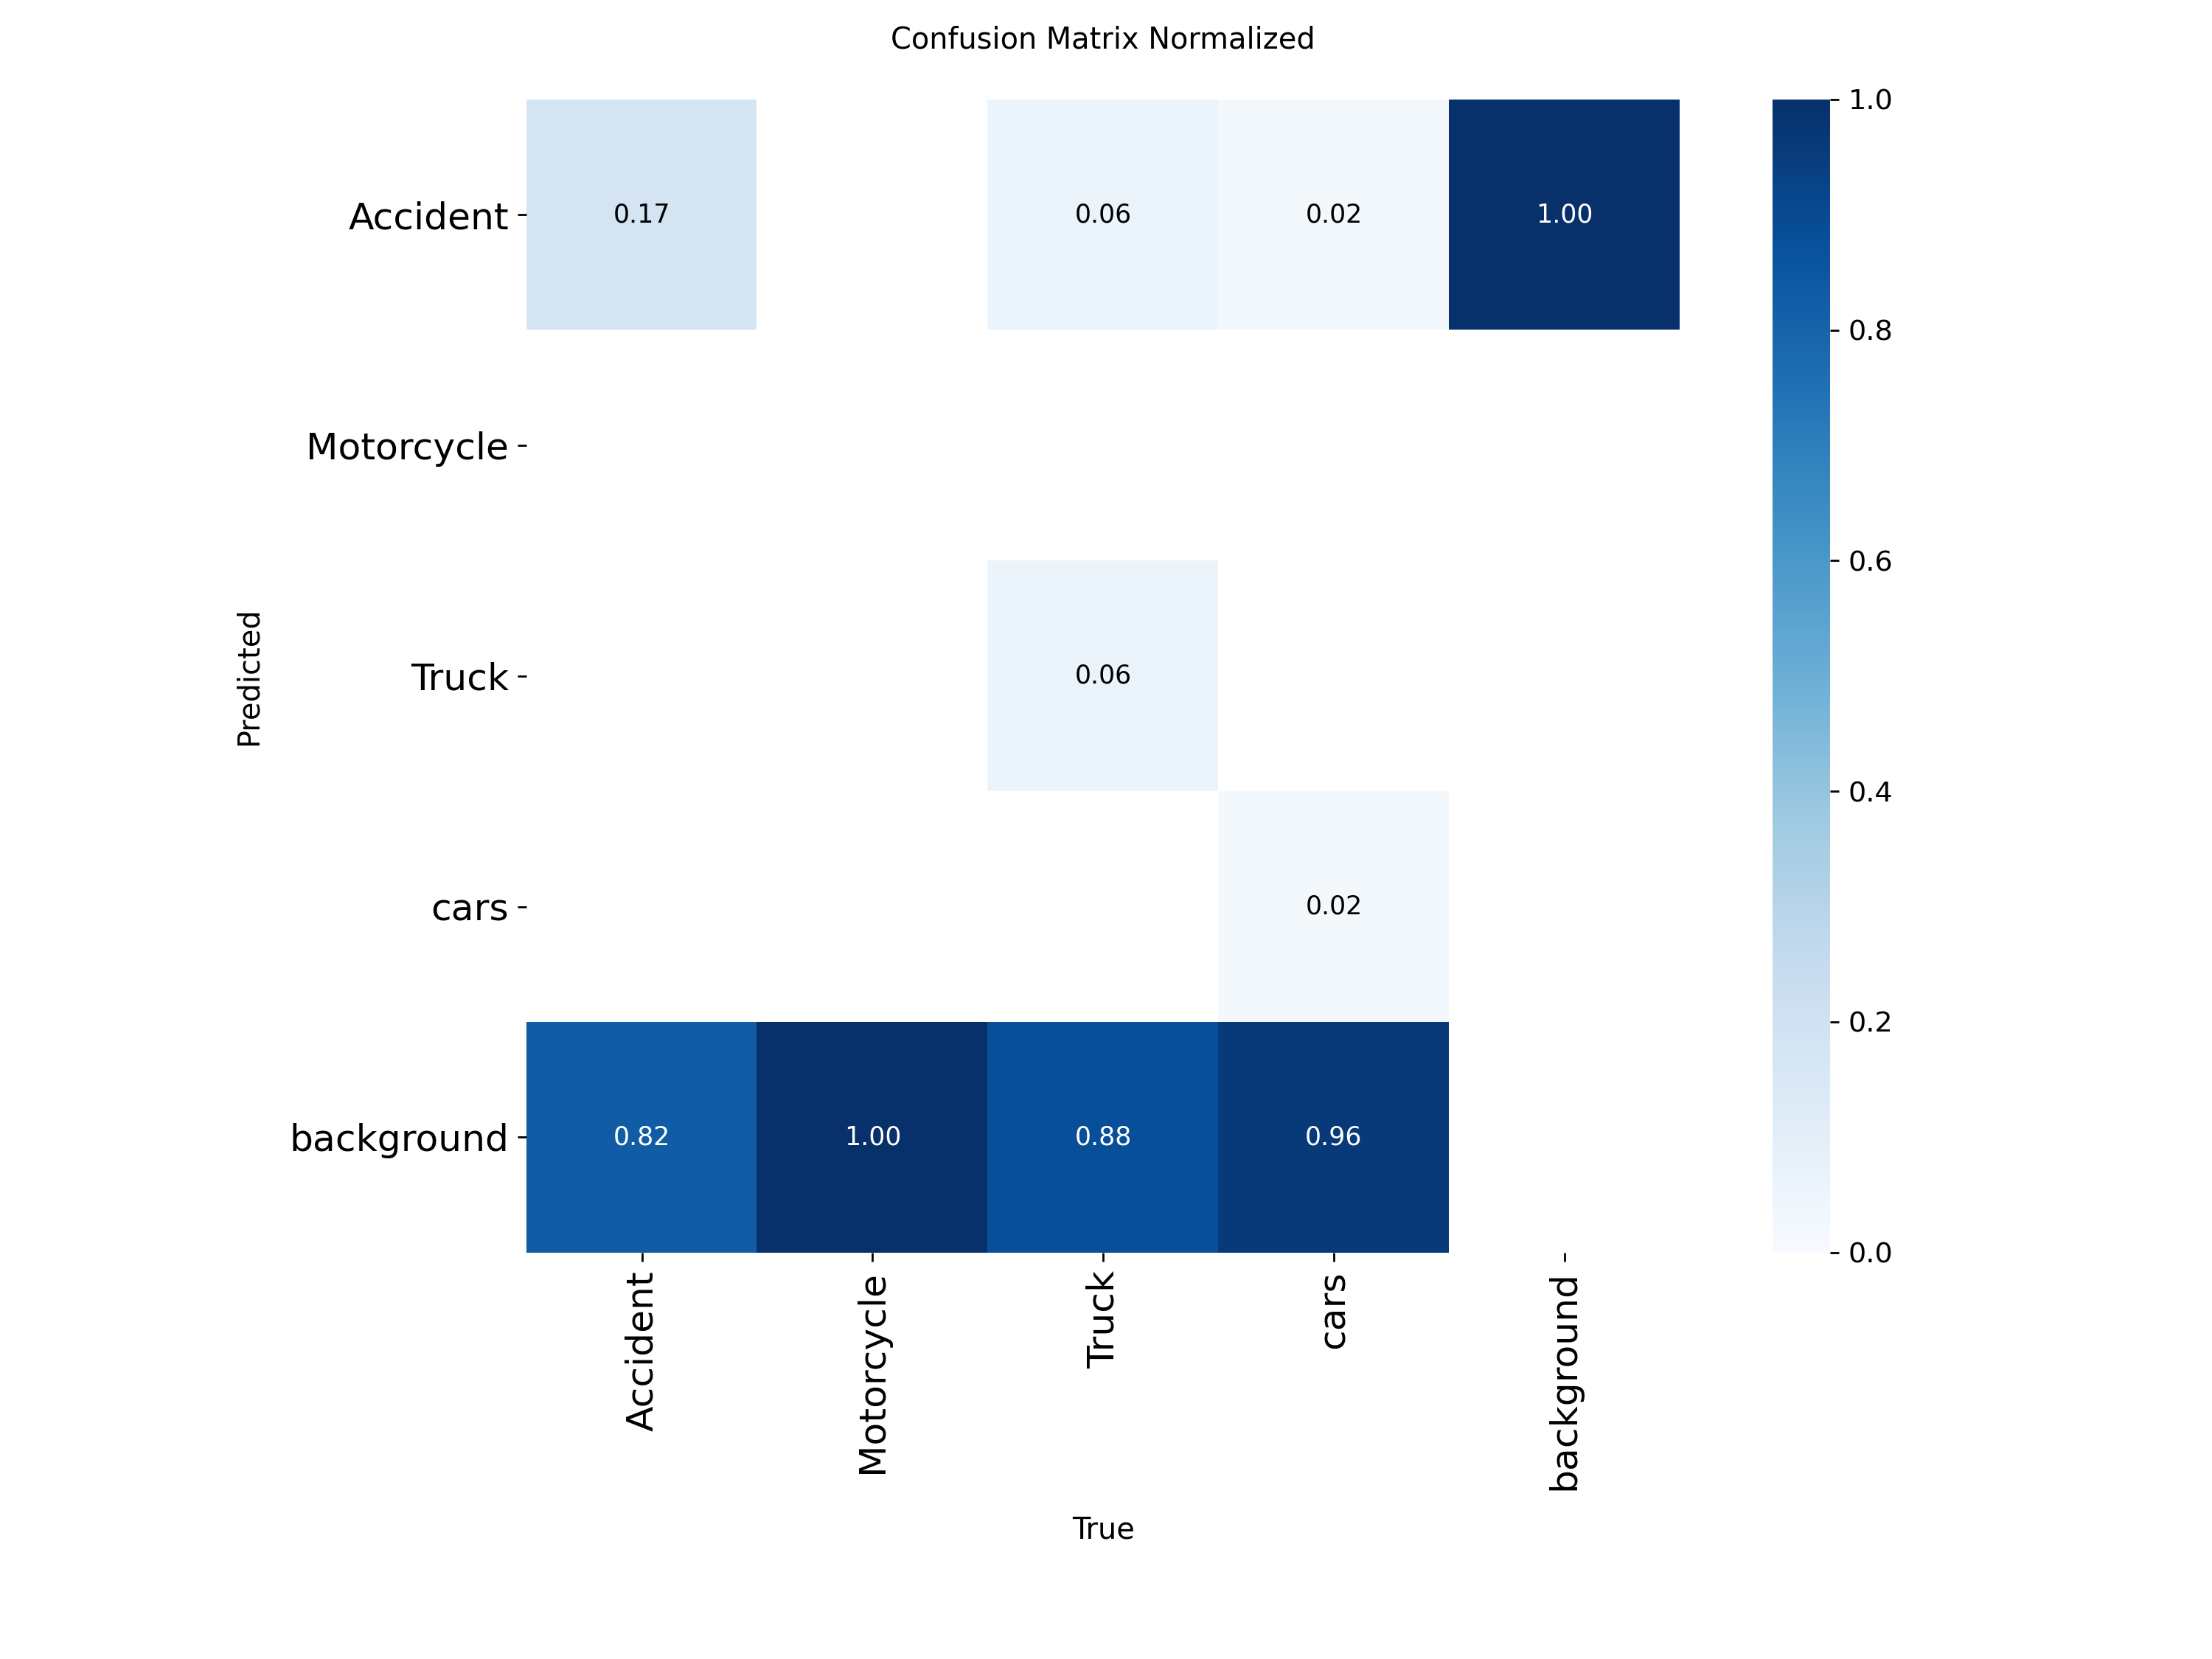 Confusion Matrix Normalized
Accident
0.17
0.06
0.02
1.00
Motorcycle
Truck
0.06
cars
0.02
background
0.82
1.00
0.88
0.96
Predicted
Accident
Motorcycle
Truck
cars
background
True
1.0
0.8
0.6
0.4
0.2
0.0